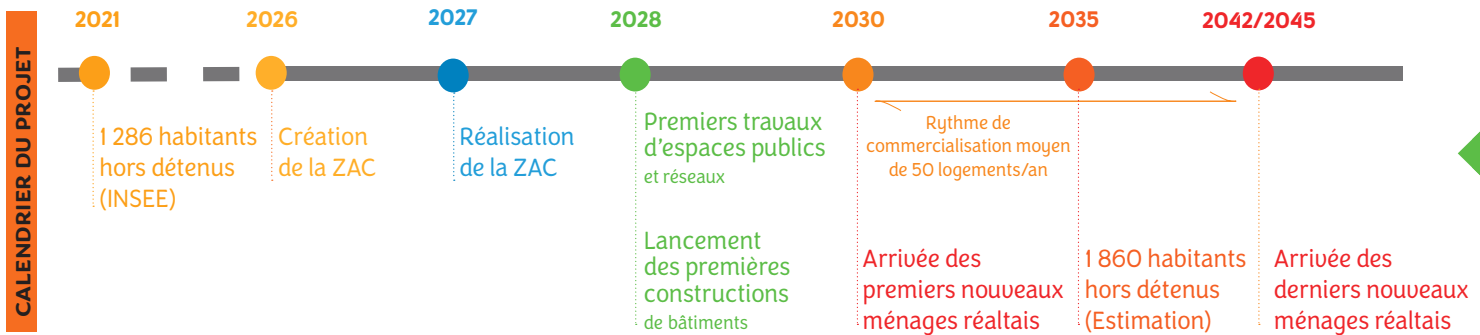 CALENDRIER DU PROJET
2021
1 286 habitants
hors détenus
(INSEE)
2026
Création
de la ZAC
2027
Réalisation
de la ZAC
2028
Premiers travaux
d'espaces publics
et réseaux
Lancement
des premières
constructions
de bâtiments
2030
Rythme de
commercialisation moyen
de 50 logements/an
Arrivée des
premiers nouveaux
ménages réaltais
2035
1 860 habitants
hors détenus
(Estimation)
2042/2045
Arrivée des
derniers nouveaux
ménages réaltais